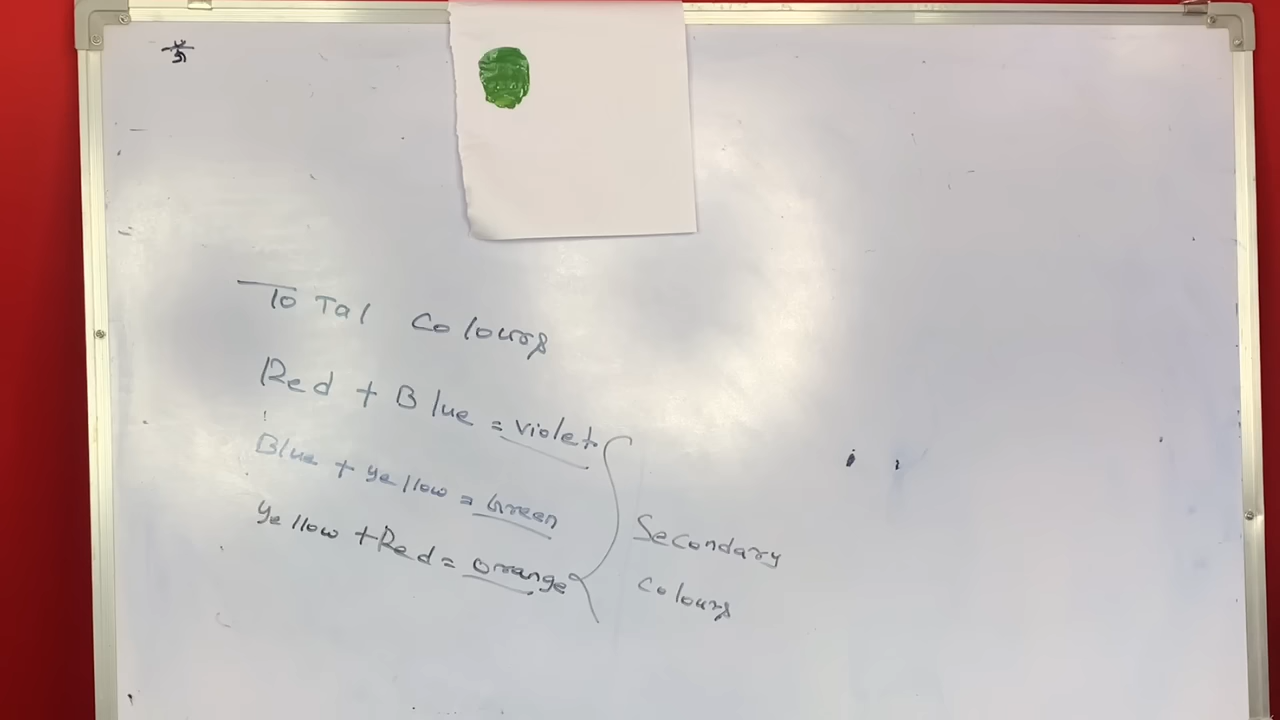 Total Colours
Red + Blue = violet
Blue + yellow = Green
yellow + Red = orange
Secondary
colours